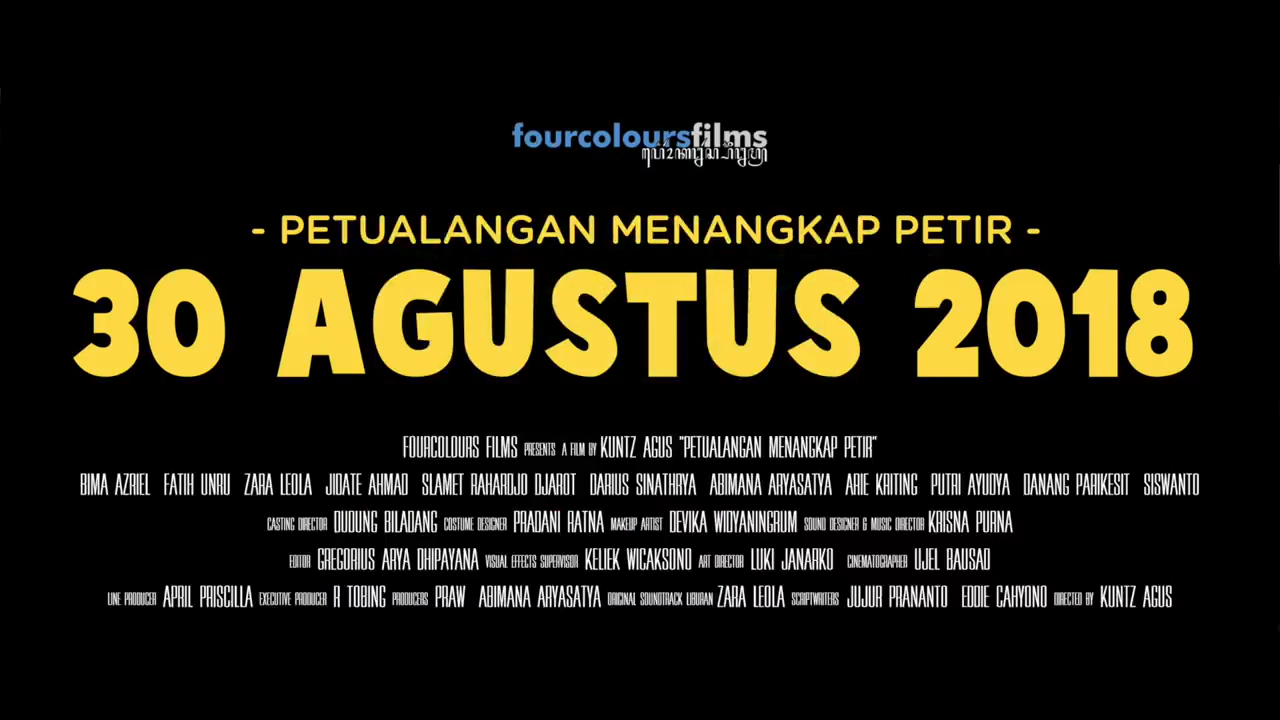 fourcoloursfilms
- PETUALANGAN MENANGKAP PETIR -
30 AGUSTUS 2018
FOURCOLOURS FILMS PRESENTS A FILM BY KUNTZ AGUS "PETUALANGAN MENANGKAP PETIR"
BIMA AZRIEL FATIH UNRU ZARA LEOLA JIDATE AHMAD SLAMET RAHARDJO DJAROT DARIUS SINATHRYA ABIMANA ARYASATYA ARIE KRITING PUTRI AYUDYA DANANG PARIKESIT SISWANTO
CASTING DIRECTOR DUDUNG BILADANG COSTUME DESIGNER PRADANI RATNA MAKEUP ARTIST DEVIKA WIDYANINGRUM SOUND DESIGNER & MUSIC DIRECTOR KRISNA PURNA
EDITOR GREGORIUS ARYA DHIPAYANA VISUAL EFFECTS SUPERVISOR KELIEK WICAKSONO ART DIRECTOR LUKI JANARKO CINEMATOGRAPHER UJEL BAUSAD
LINE PRODUCER APRIL PRISCILLA EXECUTIVE PRODUCER R TOBING PRODUCERS PRAW ABIMANA ARYASATYA ORIGINAL SOUNDTRACK LIBURAN ZARA LEOLA SCRIPTWRITERS JUJUR PRANANTO EDDIE CAHYONO DIRECTED BY KUNTZ AGUS